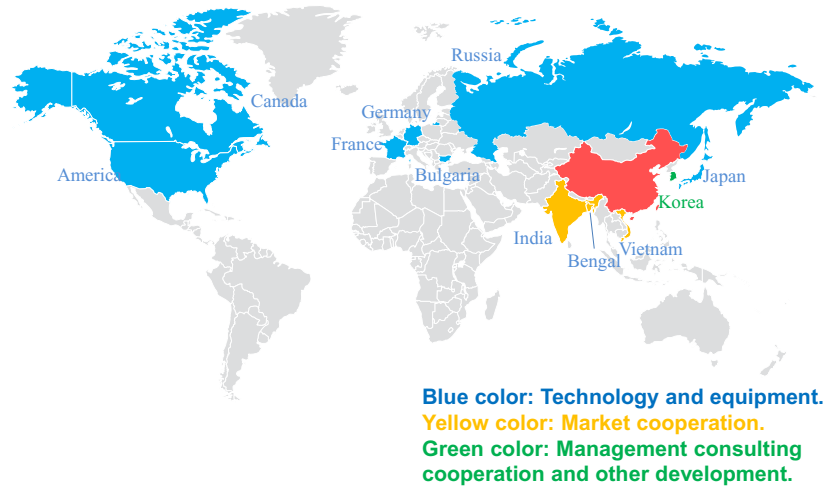 Russia
Canada
Germany
France
America
Bulgaria
Japan
Korea
India
Vietnam
Bengal
Blue color: Technology and equipment.
Yellow color: Market cooperation.
Green color: Management consulting
cooperation and other development.